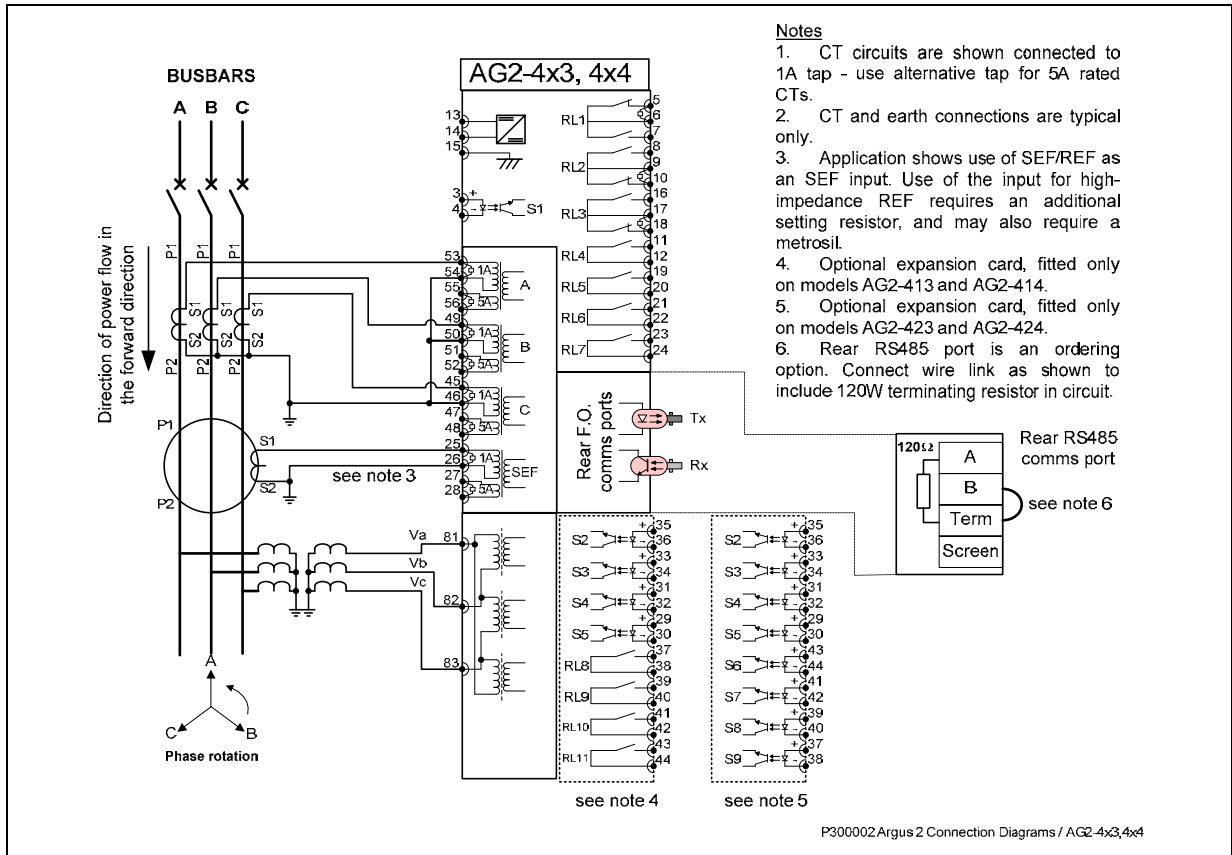 BUSBARS
A B C
Direction of power flow in
the forward direction
P1 P1 P1
S1 S1 S1
S2 S2 S2
P2 P2 P2
P1
P2
S1
S2
see note 3
Va
Vb
Vc
A
C B
Phase rotation
AG2-4x3, 4x4
13
14
15
3 +
4 -
S1
53
54 1A
55
56 5A
A
49
50 1A
51
52 5A
B
45
46 1A
47
48 5A
C
25
26 1A
27
28 5A
SEF
81
82
83
RL1
5
6
7
RL2
8
9
10
RL3
16
17
18
RL4
11
12
RL5
19
20
RL6
21
22
RL7
23
24
Rear F.O.
comms ports
Tx
Rx
S2 + 35
- 36
S3 + 33
- 34
S4 + 31
- 32
S5 + 29
- 30
RL8 37
38
RL9 39
40
RL10 41
42
RL11 43
44
see note 4
S2 + 35
- 36
S3 + 33
- 34
S4 + 31
- 32
S5 + 29
- 30
S6 + 43
- 44
S7 + 41
- 42
S8 + 39
- 40
S9 + 37
- 38
see note 5
Notes
1. CT circuits are shown connected to
1A tap - use alternative tap for 5A rated
CTs.
2. CT and earth connections are typical
only.
3. Application shows use of SEF/REF as
an SEF input. Use of the input for high-
impedance REF requires an additional
setting resistor, and may also require a
metrosil.
4. Optional expansion card, fitted only
on models AG2-413 and AG2-414.
5. Optional expansion card, fitted only
on models AG2-423 and AG2-424.
6. Rear RS485 port is an ordering
option. Connect wire link as shown to
include 120W terminating resistor in circuit.
120Ω
A
B
Term
Screen
Rear RS485
comms port
see note 6
P300002 Argus 2 Connection Diagrams / AG2-4x3,4x4